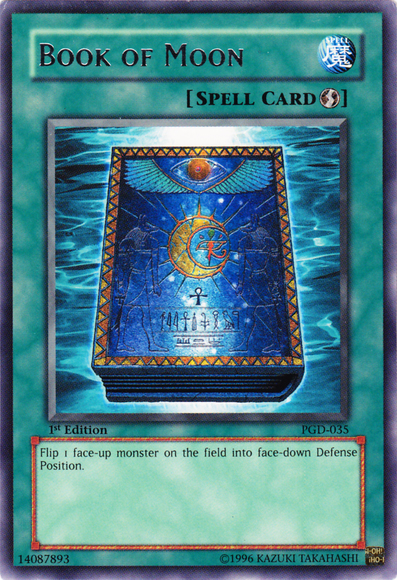 BOOK OF MOON
SPELL
魔
[SPELL CARD]
1st Edition PGD-035
Flip 1 face-up monster on the field into face-down Defense
Position.
14087893 ©1996 KAZUKI TAKAHASHI